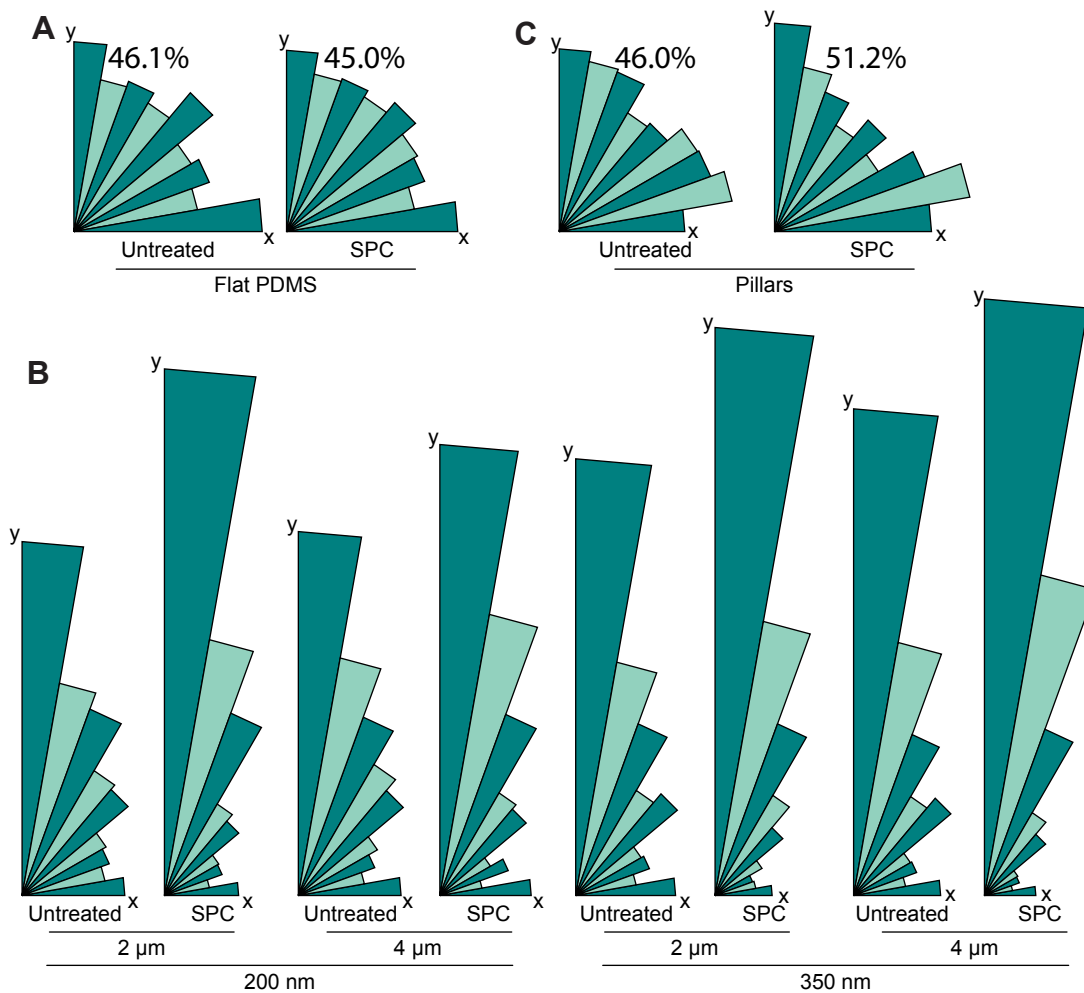 A
y
46.1%
x
Untreated
y
45.0%
x
SPC
Flat PDMS
C
y
46.0%
x
Untreated
y
51.2%
x
SPC
Pillars
B
y
x
Untreated
y
x
SPC
2 µm
y
x
Untreated
y
x
SPC
4 µm
200 nm
y
x
Untreated
y
x
SPC
2 µm
y
x
Untreated
y
x
SPC
4 µm
350 nm